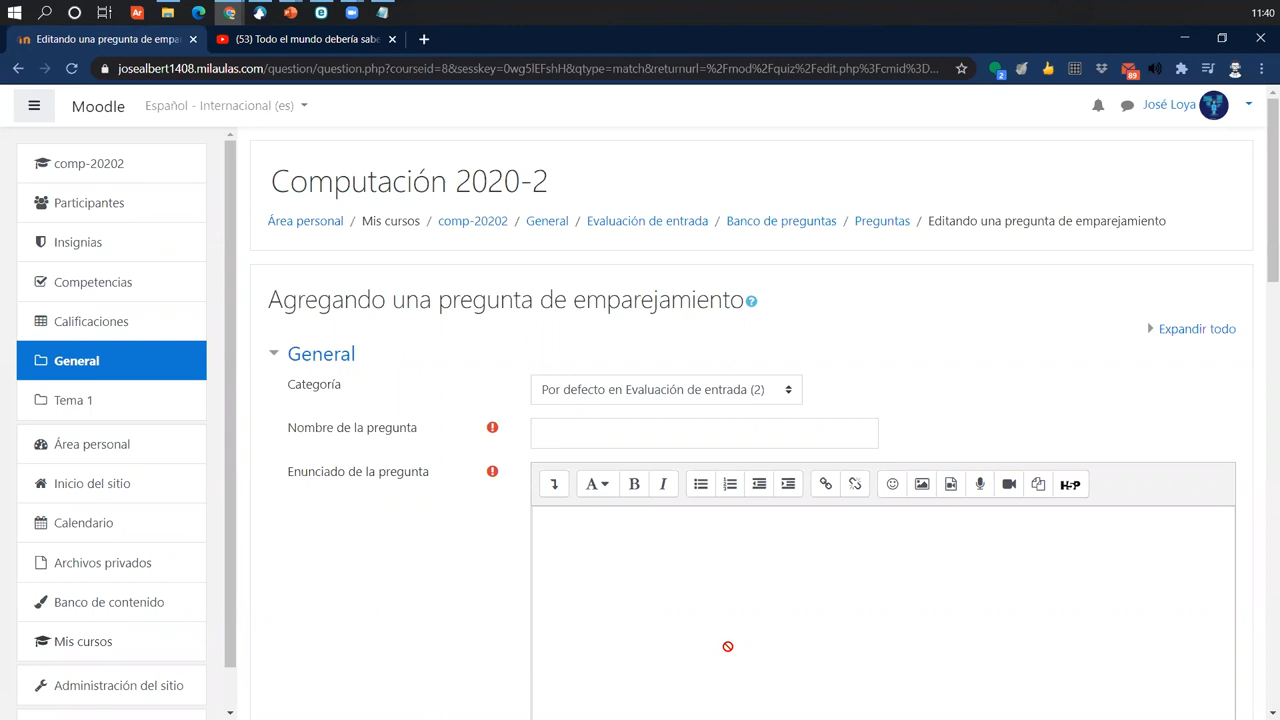 11:40
Editando una pregunta de empa
(53) Todo el mundo debería sabe
josealbert1408.milaulas.com/question/question.php?courseid=8&sesskey=0wg5lEFshH&qtype=match&returnurl=%2Fmod%2Fquiz%2Fedit.php%3Fcmid%3D...
2
89
Moodle
Español - Internacional (es)
José Loya
comp-20202
Participantes
Insignias
Competencias
Calificaciones
General
Tema 1
Área personal
Inicio del sitio
Calendario
Archivos privados
Banco de contenido
Mis cursos
Administración del sitio
Computación 2020-2
Área personal / Mis cursos / comp-20202 / General / Evaluación de entrada / Banco de preguntas / Preguntas / Editando una pregunta de emparejamiento
Agregando una pregunta de emparejamiento
Expandir todo
General
Categoría
Por defecto en Evaluación de entrada (2)
Nombre de la pregunta
Enunciado de la pregunta
A B I
H-P